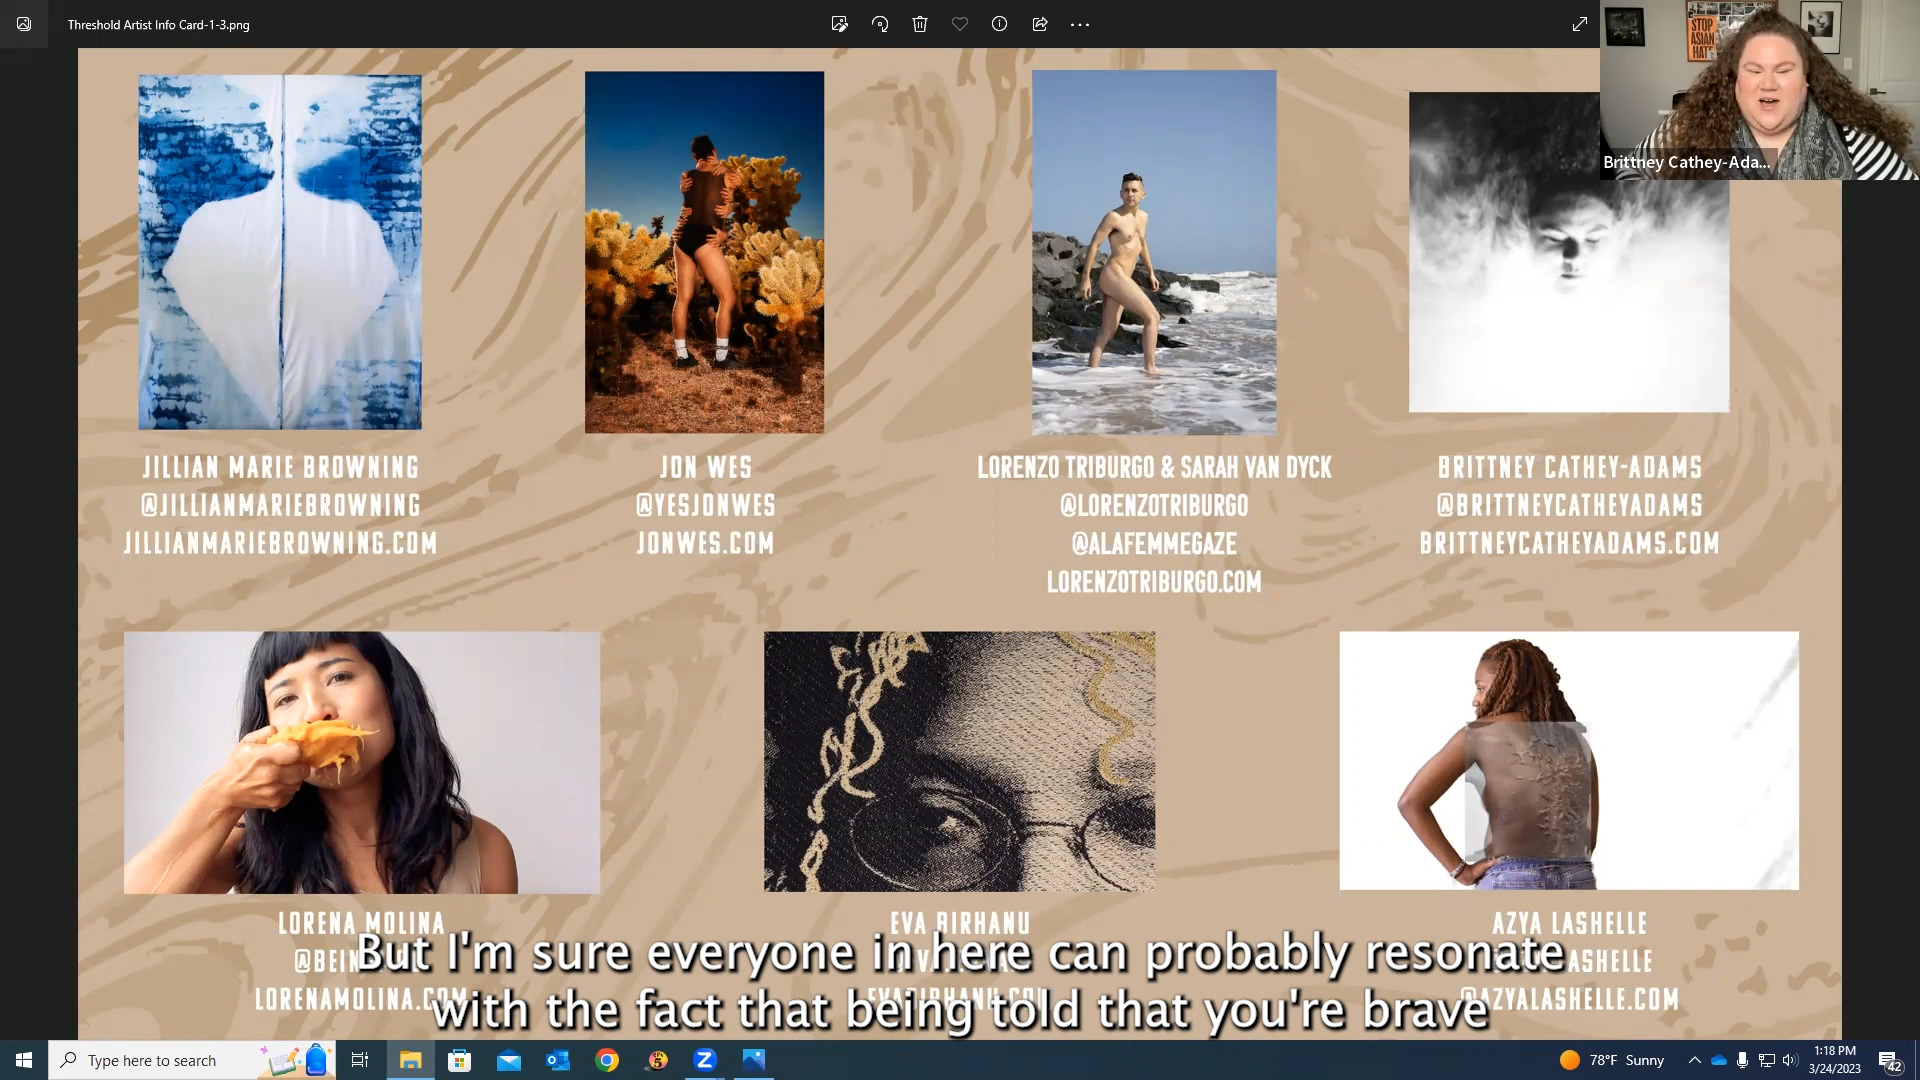 Threshold Artist Info Card-1-3.png
STOP
ASIAN
HAT
Brittney Cathey-Ada...
JILLIAN MARIE BROWNING
@JILLIANMARIEBROWNING
JILLIANMARIEBROWNING.COM
JON WES
@YESJONWES
JONWES.COM
LORENZO TRIBURGO & SARAH VAN DYCK
@LORENZOTRIBURGO
@ALAFEMMEGAZE
LORENZOTRIBURGO.COM
BRITTNEY CATHEY-ADAMS
@BRITTNEYCATHEYADAMS
BRITTNEYCATHEYADAMS.COM
LORENA MOLINA
LORENAMOLINA.COM
EVA BIRHANU
AZYA LASHELLE
@AZYALASHELLE.COM
But I'm sure everyone in here can probably resonate
with the fact that being told that you're brave
Type here to search
78°F Sunny
1:18 PM
3/24/2023
42